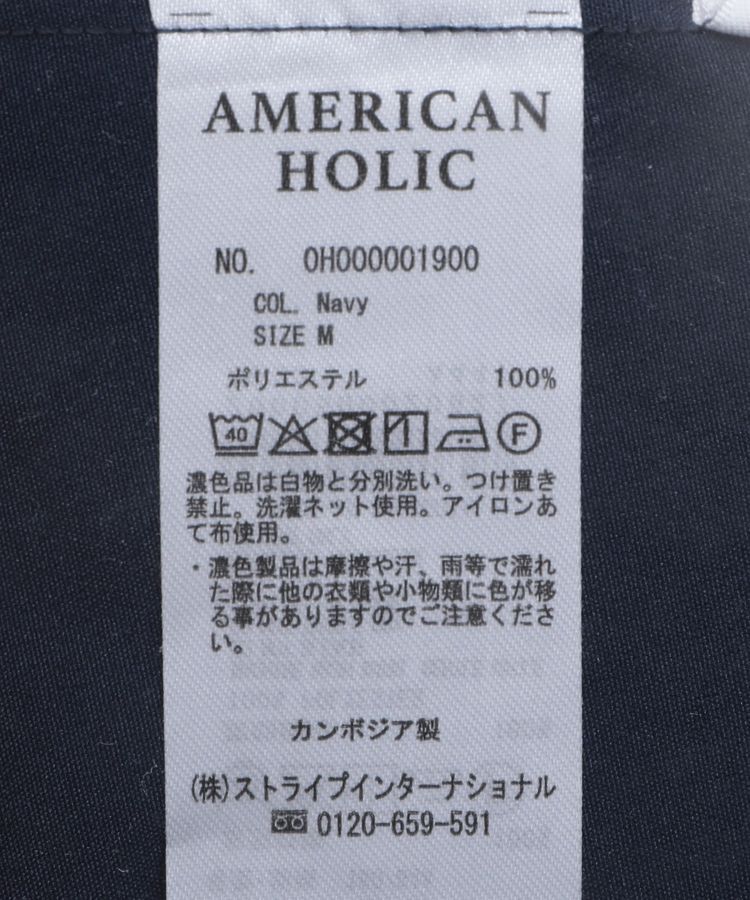 AMERICAN
HOLIC
NO. 0H000001900
COL. Navy
SIZE M
ポリエステル 100%
40 F
濃色品は白物と分別洗い。つけ置き
禁止。洗濯ネット使用。アイロンあ
て布使用。
・濃色製品は摩擦や汗、雨等で濡れ
た際に他の衣類や小物類に色が移
る事がありますのでご注意くださ
い。
カンボジア製
(株)ストライプインターナショナル
0120-659-591